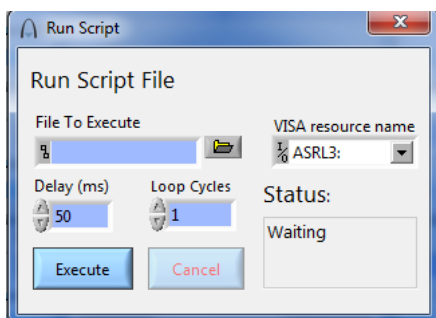 Run Script
Run Script File
File To Execute
VISA resource name
ASRL3:
Delay (ms)
Loop Cycles
50
1
Status:
Waiting
Execute
Cancel